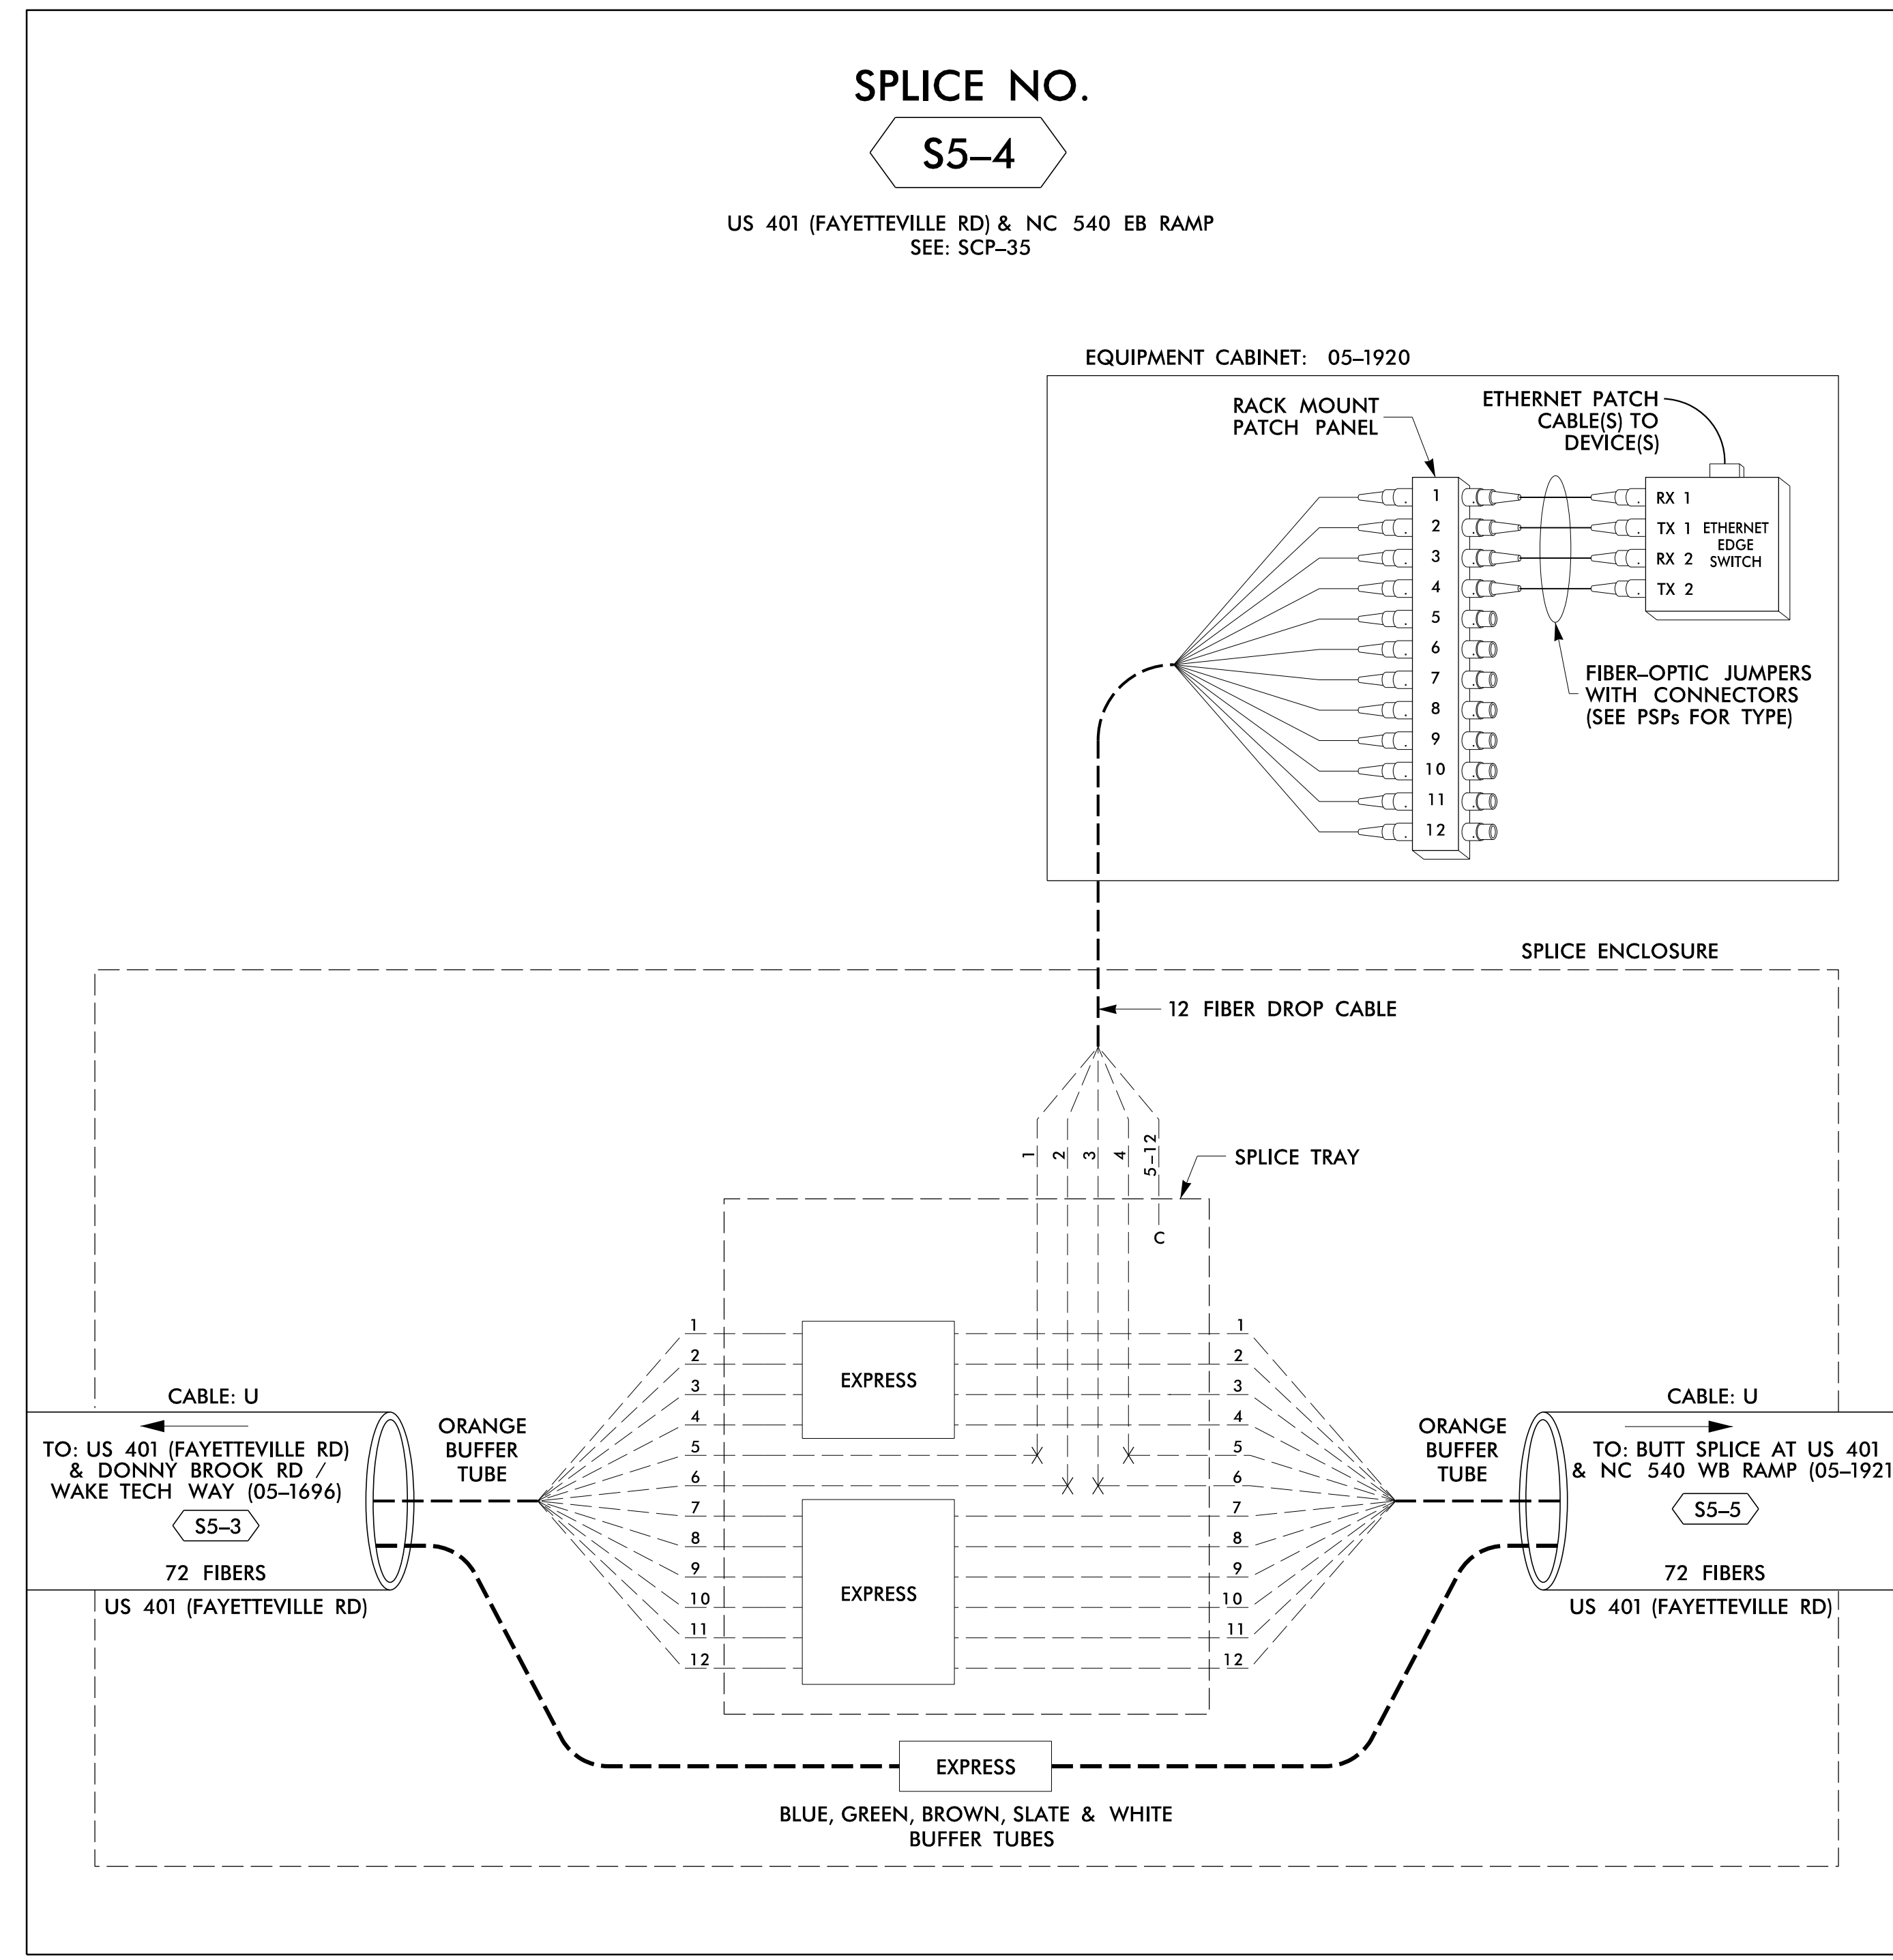 SPLICE NO.
S5–4
US 401 (FAYETTEVILLE RD) & NC 540 EB RAMP
SEE: SCP–35
EQUIPMENT CABINET: 05–1920
RACK MOUNT
PATCH PANEL
ETHERNET PATCH
CABLE(S) TO
DEVICE(S)
1
2
3
4
5
6
7
8
9
10
11
12
RX 1
TX 1
RX 2
TX 2
ETHERNET
EDGE
SWITCH
FIBER–OPTIC JUMPERS
WITH CONNECTORS
(SEE PSPs FOR TYPE)
SPLICE ENCLOSURE
12 FIBER DROP CABLE
1
2
3
4
5–12
SPLICE TRAY
C
CABLE: U
TO: US 401 (FAYETTEVILLE RD)
& DONNY BROOK RD /
WAKE TECH WAY (05–1696)
S5–3
72 FIBERS
US 401 (FAYETTEVILLE RD)
ORANGE
BUFFER
TUBE
1
2
3
4
5
6
7
8
9
10
11
12
EXPRESS
EXPRESS
1
2
3
4
5
6
7
8
9
10
11
12
ORANGE
BUFFER
TUBE
CABLE: U
TO: BUTT SPLICE AT US 401
& NC 540 WB RAMP (05–1921
S5–5
72 FIBERS
US 401 (FAYETTEVILLE RD)
EXPRESS
BLUE, GREEN, BROWN, SLATE & WHITE
BUFFER TUBES